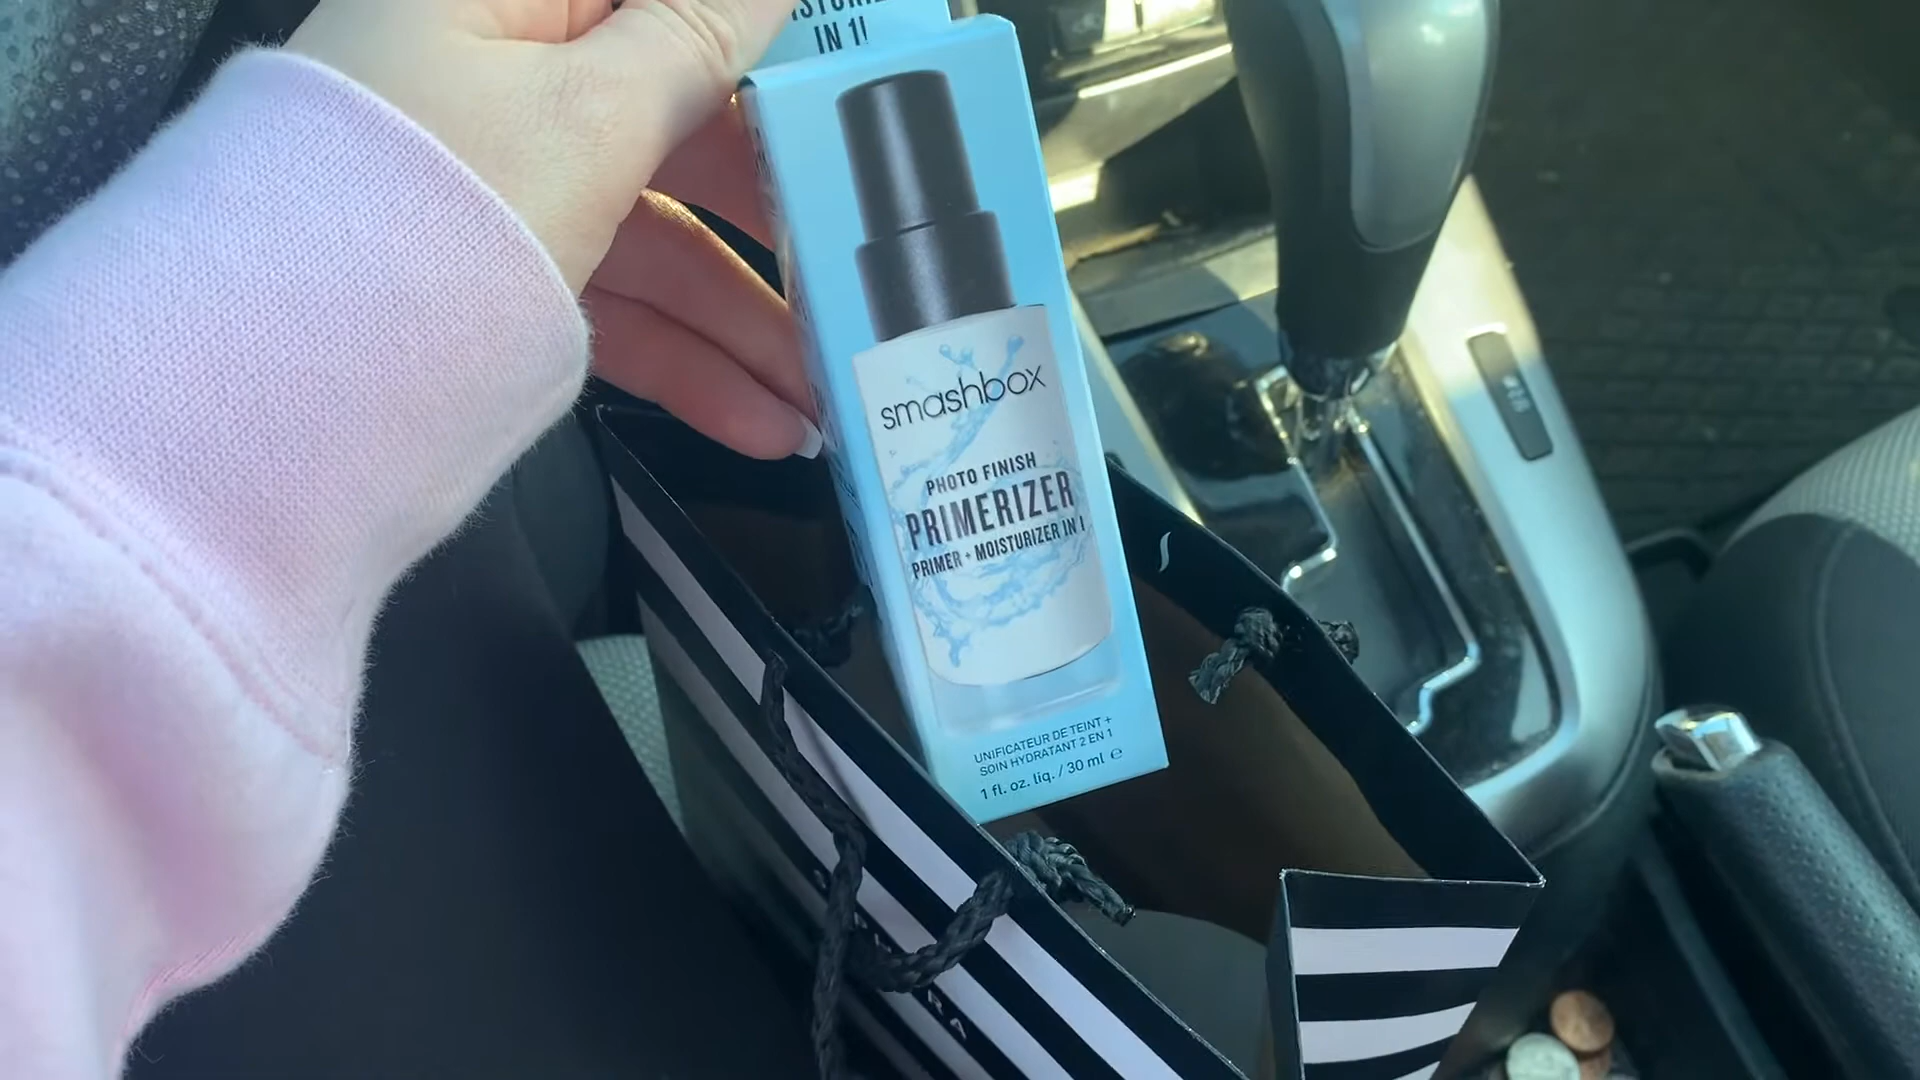 IN 1!
smashbox
PHOTO FINISH
PRIMERIZER
PRIMER + MOISTURIZER IN 1
UNIFICATEUR DE TEINT +
SOIN HYDRATANT 2 EN 1
1 fl. oz. liq. / 30 ml e